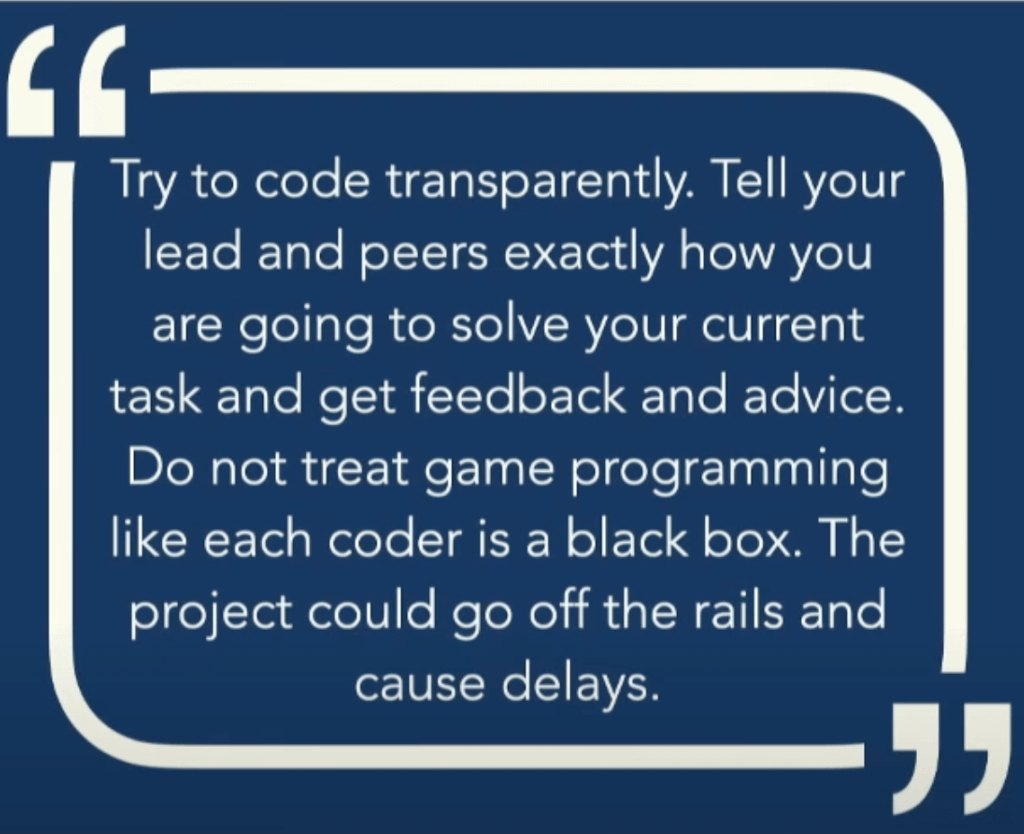 Try to code transparently. Tell your
lead and peers exactly how you
are going to solve your current
task and get feedback and advice.
Do not treat game programming
like each coder is a black box. The
project could go off the rails and
cause delays.